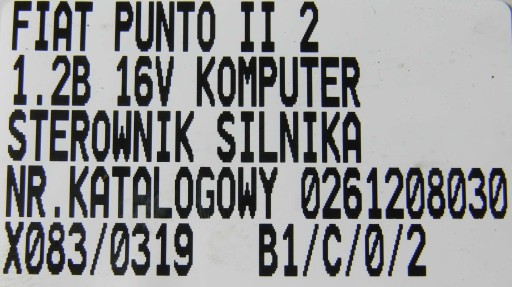 FIAT PUNTO II 2
1.2B 16V KOMPUTER
STEROWNIK SILNIKA
NR.KATALOGOWY 0261208030
X083/0319 B1/C/0/2